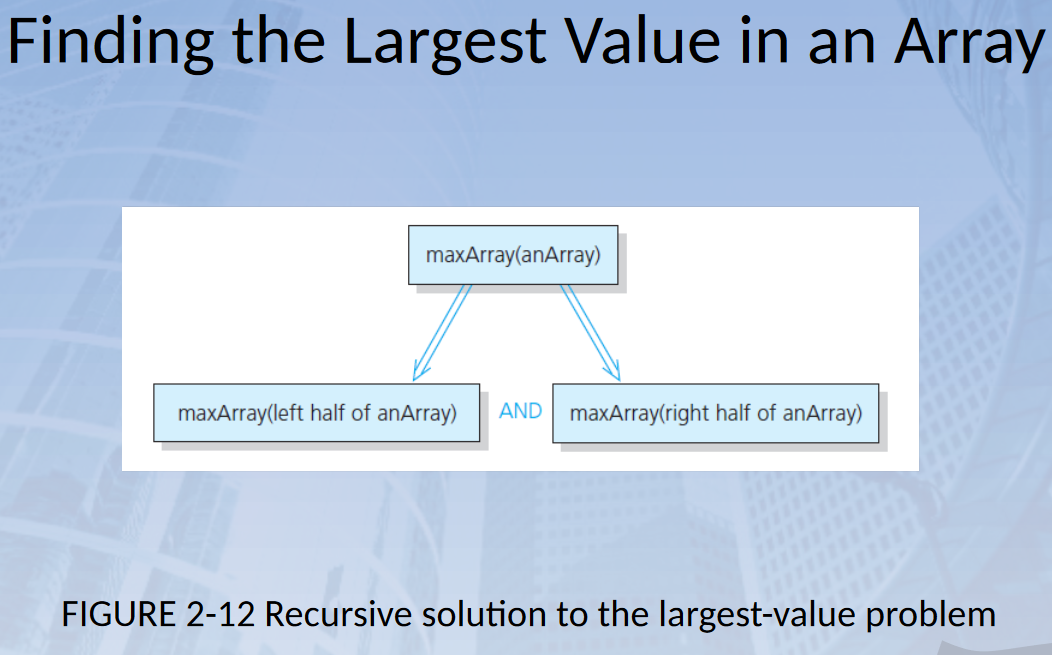 Finding the Largest Value in an Array
maxArray(anArray)
maxArray(left half of anArray)
AND
maxArray(right half of anArray)
FIGURE 2-12 Recursive solution to the largest-value problem